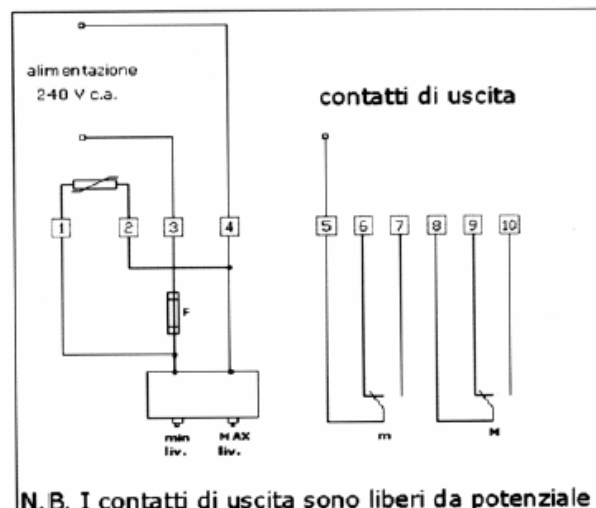 alimentazione
240 V c.a.
contatti di uscita
1 2 3 4 5 6 7 8 9 10
F
min liv.
MAX liv.
m
M
N.B. I contatti di uscita sono liberi da potenziale